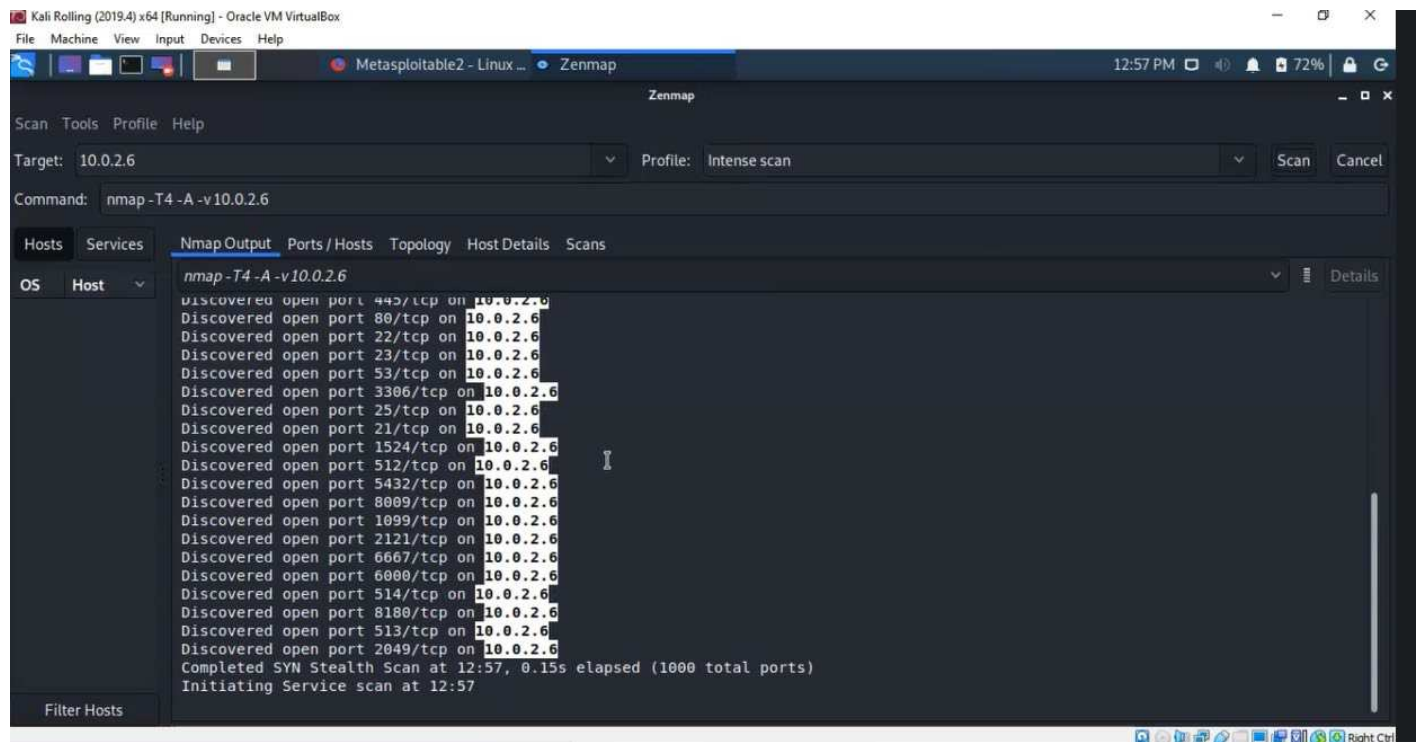 Kali Rolling (2019.4) x64 [Running] - Oracle VM VirtualBox
File Machine View Input Devices Help
Metasploitable2 - Linux ... Zenmap 12:57 PM 72%
Zenmap
Scan Tools Profile Help
Target: 10.0.2.6 Profile: Intense scan Scan Cancel
Command: nmap -T4 -A -v 10.0.2.6
Hosts Services Nmap Output Ports / Hosts Topology Host Details Scans
OS Host nmap -T4 -A -v 10.0.2.6 Details
Discovered open port 445/tcp on 10.0.2.6
Discovered open port 80/tcp on 10.0.2.6
Discovered open port 22/tcp on 10.0.2.6
Discovered open port 23/tcp on 10.0.2.6
Discovered open port 53/tcp on 10.0.2.6
Discovered open port 3306/tcp on 10.0.2.6
Discovered open port 25/tcp on 10.0.2.6
Discovered open port 21/tcp on 10.0.2.6
Discovered open port 1524/tcp on 10.0.2.6
Discovered open port 512/tcp on 10.0.2.6
Discovered open port 5432/tcp on 10.0.2.6
Discovered open port 8009/tcp on 10.0.2.6
Discovered open port 1099/tcp on 10.0.2.6
Discovered open port 2121/tcp on 10.0.2.6
Discovered open port 6667/tcp on 10.0.2.6
Discovered open port 6000/tcp on 10.0.2.6
Discovered open port 514/tcp on 10.0.2.6
Discovered open port 8180/tcp on 10.0.2.6
Discovered open port 513/tcp on 10.0.2.6
Discovered open port 2049/tcp on 10.0.2.6
Completed SYN Stealth Scan at 12:57, 0.15s elapsed (1000 total ports)
Initiating Service scan at 12:57
Filter Hosts
Right Ctrl